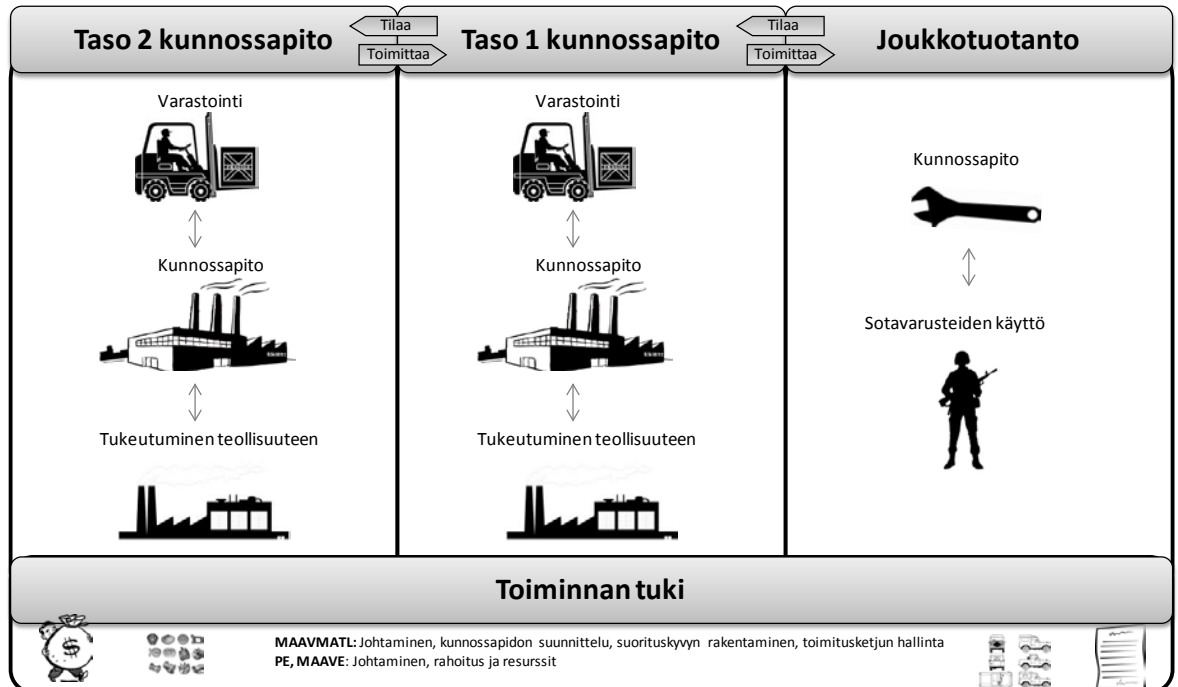 Taso 2 kunnossapito
Tilaa
Toimittaa
Taso 1 kunnossapito
Tilaa
Toimittaa
Joukkotuotanto
Varastointi
Kunnossapito
Tukeutuminen teollisuuteen
Varastointi
Kunnossapito
Tukeutuminen teollisuuteen
Kunnossapito
Sotavarusteiden käyttö
Toiminnan tuki
$
MAAVMATL: Johtaminen, kunnossapidon suunnittelu, suorituskyvyn rakentaminen, toimitusketjun hallinta
PE, MAAVE: Johtaminen, rahoitus ja resurssit